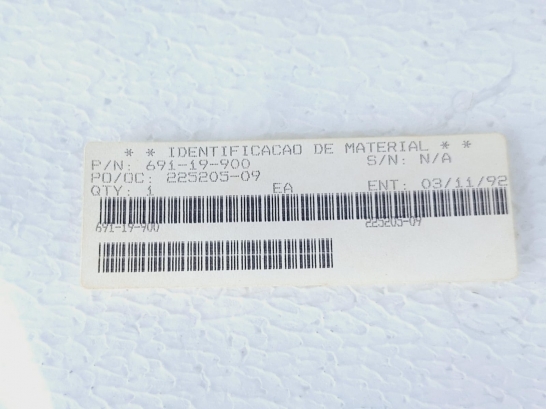 * * IDENTIFICACAO DE MATERIAL * *
P/N: 691-19-900 S/N: N/A
PO/OC: 225205-09
QTY: 1 EA ENT: 03/11/92
691-19-900 225205-09